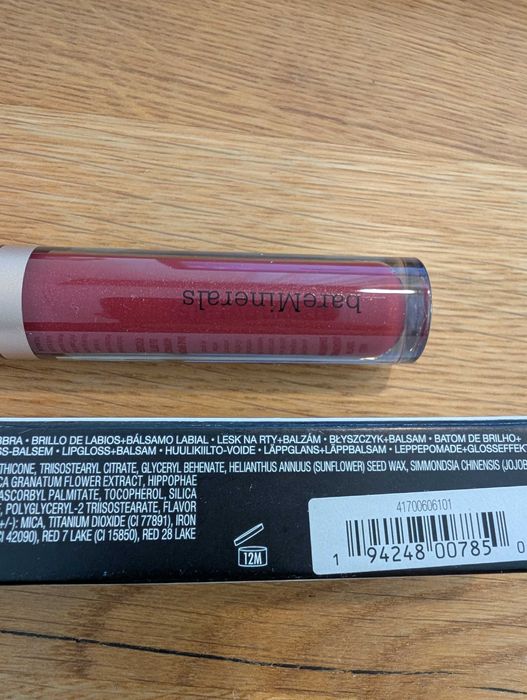 bareMinerals
BBRA • BRILLO DE LABIOS+BÁLSAMO LABIAL • LESK NA RTY+BALZÁM • BŁYSZCZYK+BALSAM • BATOM DE BRILHO+
SS-BALSEM • LIPGLOSS+BALSAM • HUULIKIILTO-VOIDE • LÄPPGLANS+LÄPPBALSAM • LEPPEPOMADE+GLOSSEFFEKT
THICONE, TRIISOSTEARYL CITRATE, GLYCERYL BEHENATE, HELIANTHUS ANNUUS (SUNFLOWER) SEED WAX, SIMMONDSIA CHINENSIS (JOJOB
CA GRANATUM FLOWER EXTRACT, HIPPOPHAE
ASCORBYL PALMITATE, TOCOPHEROL, SILICA
E, POLYGLYCERYL-2 TRIISOSTEARATE, FLAVOR
+/-): MICA, TITANIUM DIOXIDE (CI 77891), IRON
CI 42090), RED 7 LAKE (CI 15850), RED 28 LAKE
12M
41700606101
1 94248 00785 0